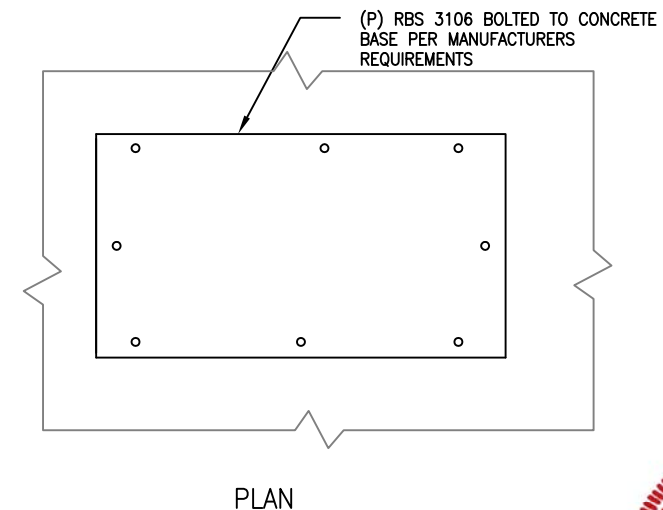 (P) RBS 3106 BOLTED TO CONCRETE
BASE PER MANUFACTURERS
REQUIREMENTS
PLAN